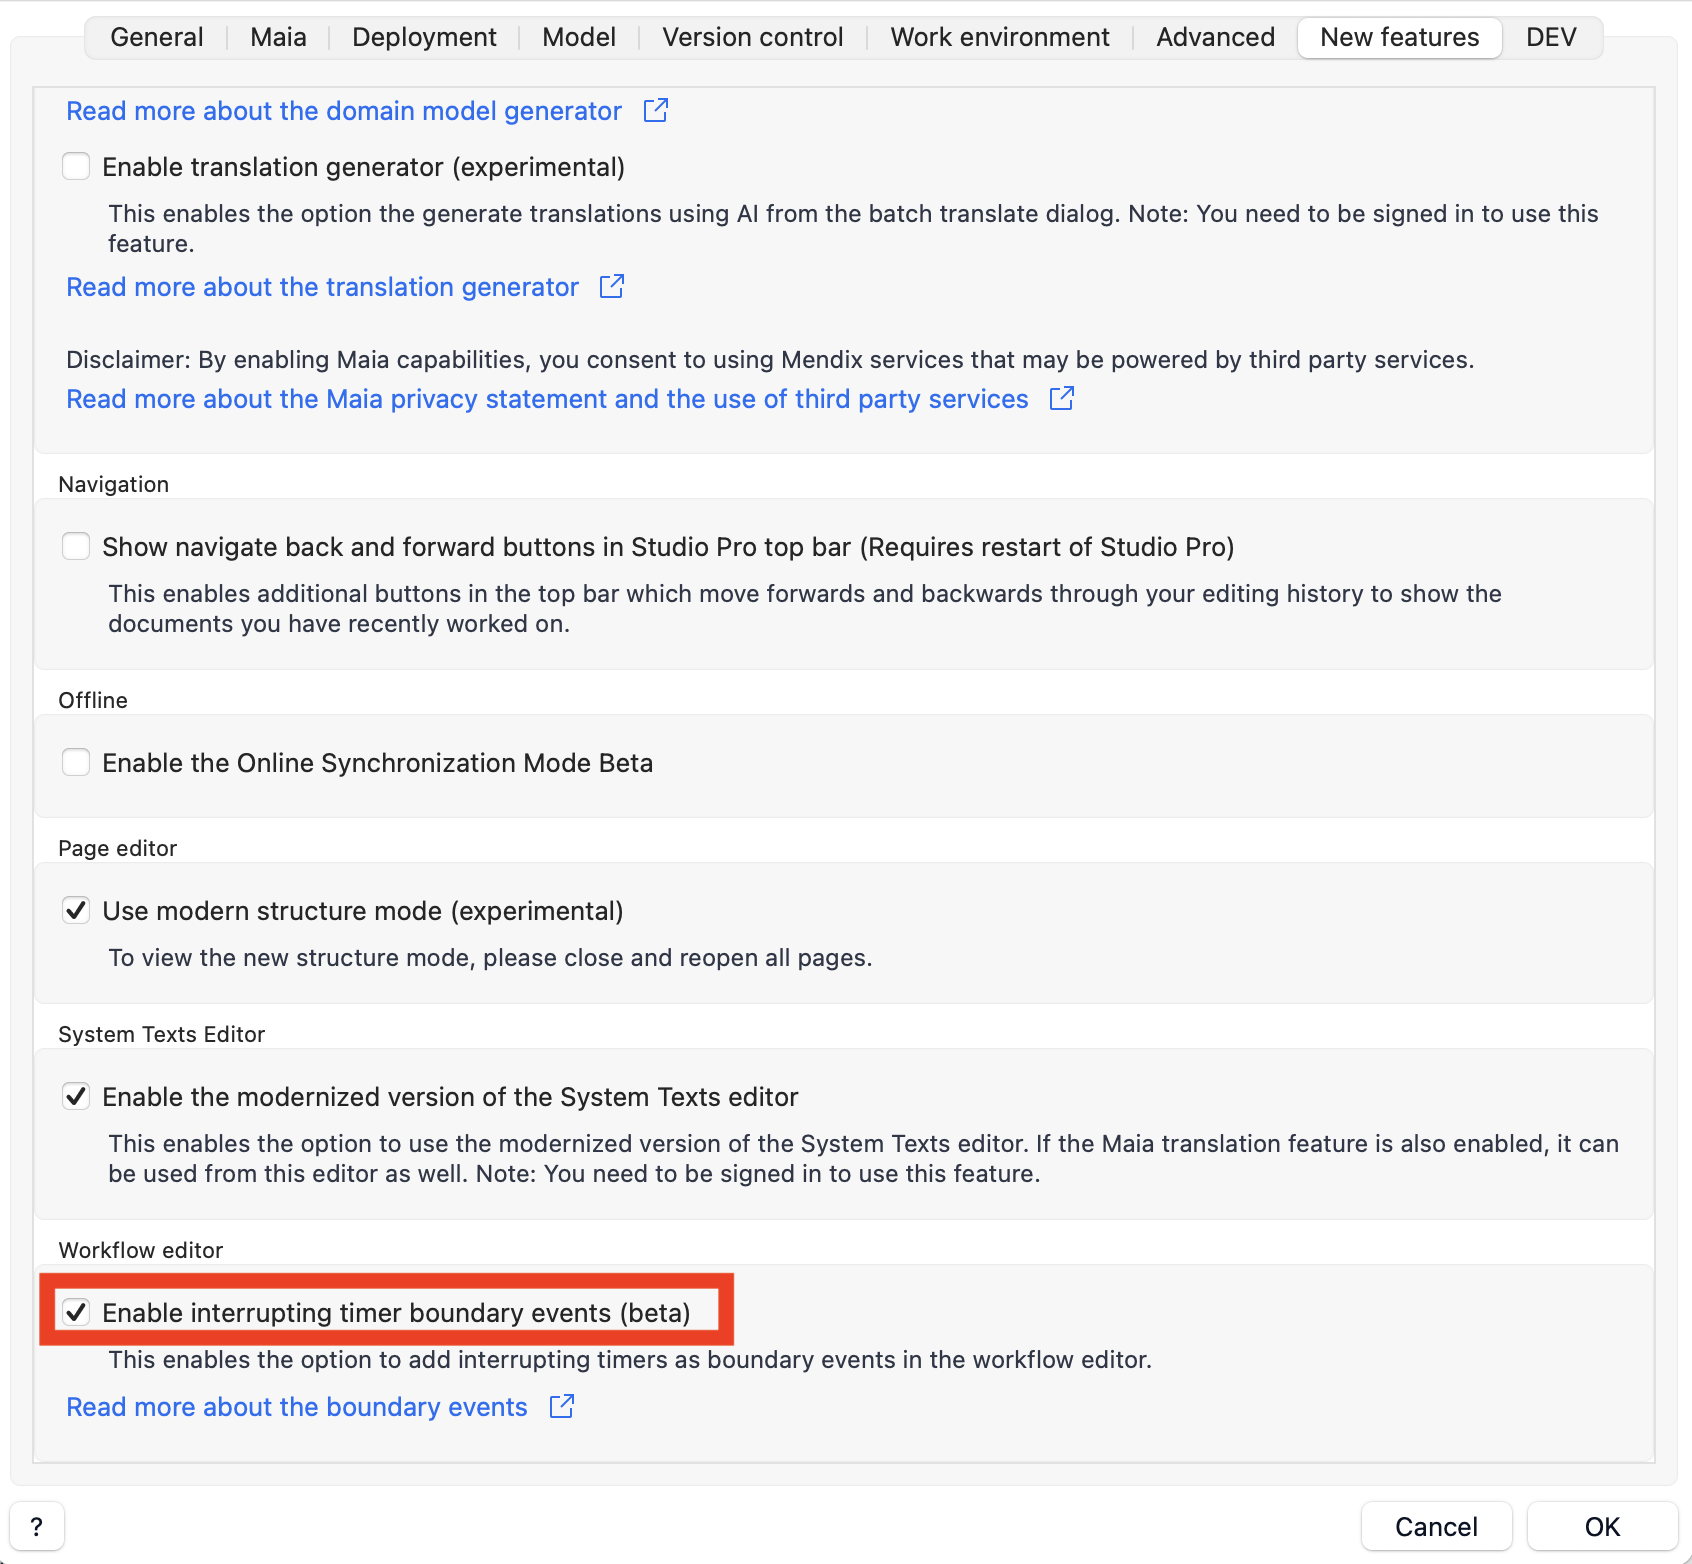 General
Maia
Deployment
Model
Version control
Work environment
Advanced
New features
DEV
Read more about the domain model generator
Enable translation generator (experimental)
This enables the option the generate translations using AI from the batch translate dialog. Note: You need to be signed in to use this
feature.
Read more about the translation generator
Disclaimer: By enabling Maia capabilities, you consent to using Mendix services that may be powered by third party services.
Read more about the Maia privacy statement and the use of third party services
Navigation
Show navigate back and forward buttons in Studio Pro top bar (Requires restart of Studio Pro)
This enables additional buttons in the top bar which move forwards and backwards through your editing history to show the
documents you have recently worked on.
Offline
Enable the Online Synchronization Mode Beta
Page editor
Use modern structure mode (experimental)
To view the new structure mode, please close and reopen all pages.
System Texts Editor
Enable the modernized version of the System Texts editor
This enables the option to use the modernized version of the System Texts editor. If the Maia translation feature is also enabled, it can
be used from this editor as well. Note: You need to be signed in to use this feature.
Workflow editor
Enable interrupting timer boundary events (beta)
This enables the option to add interrupting timers as boundary events in the workflow editor.
Read more about the boundary events
?
Cancel
OK